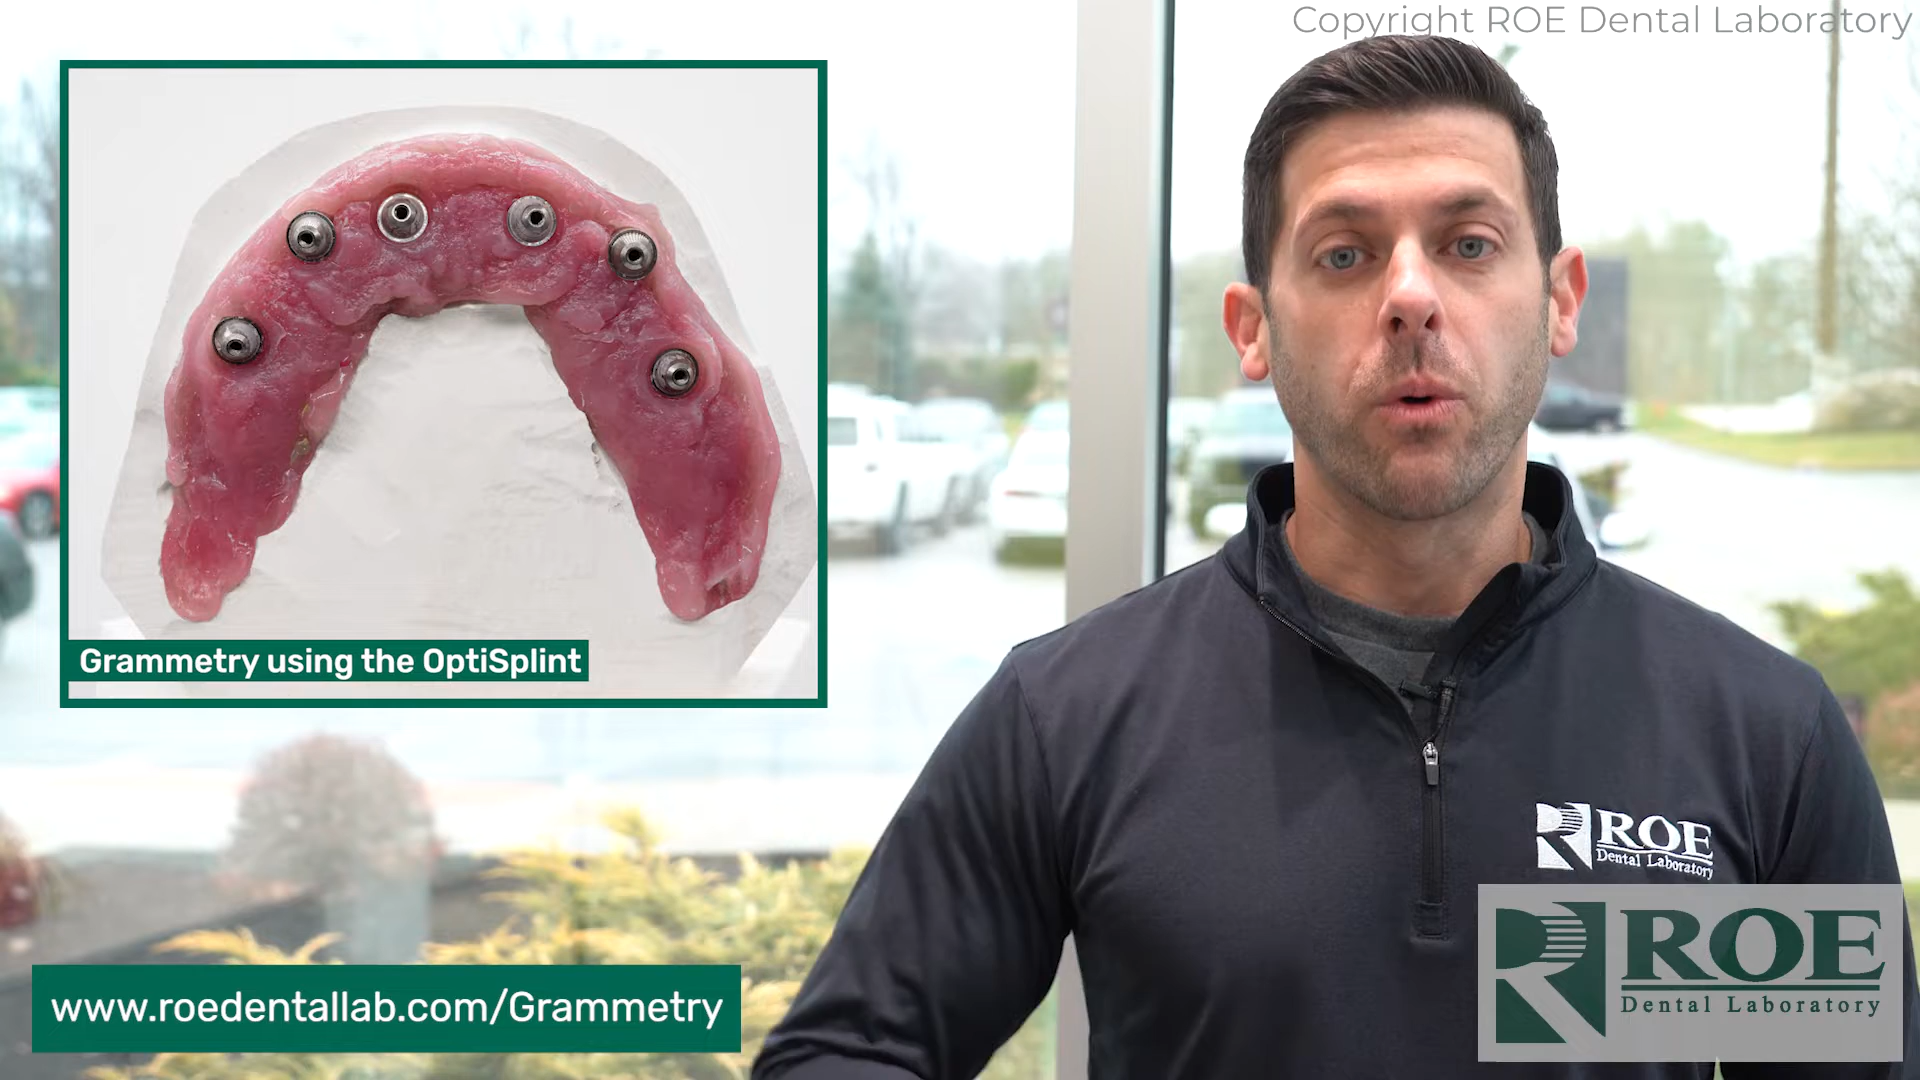 Copyright ROE Dental Laboratory
Grammetry using the OptiSplint
ROE
Dental Laboratory
www.roedentallab.com/Grammetry
ROE
Dental Laboratory